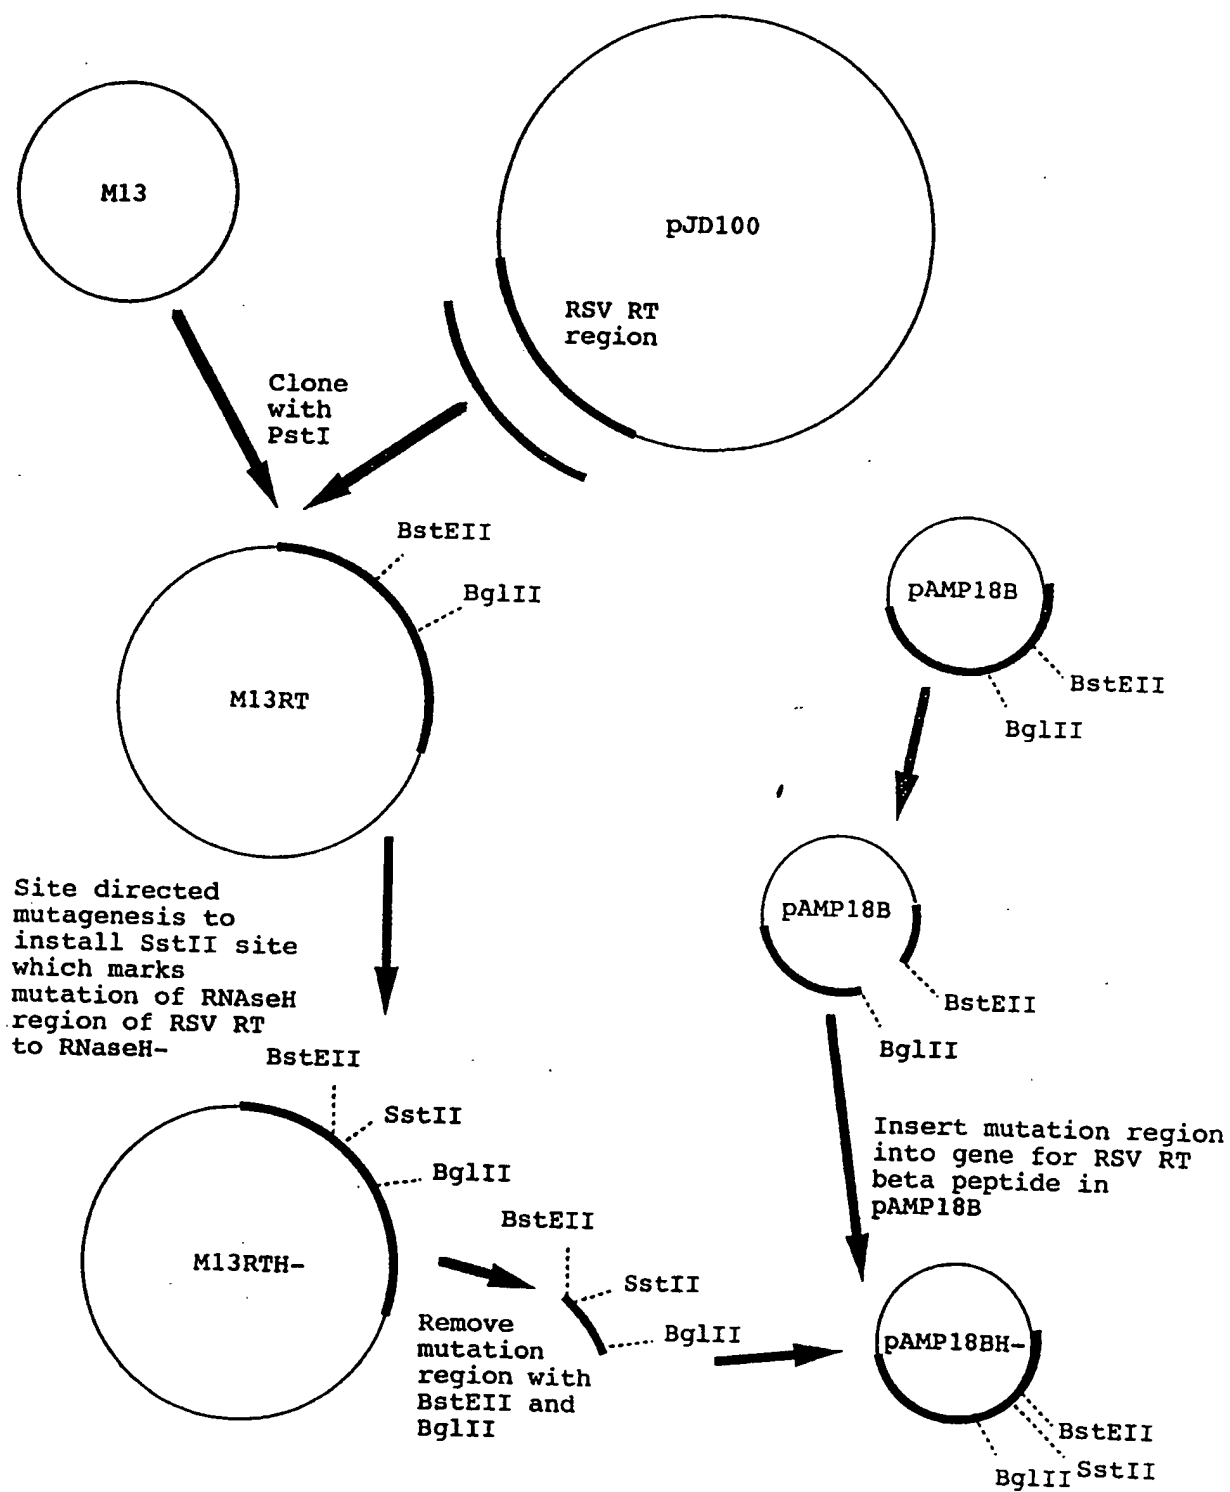 M13
pJD100
RSV RT
region
Clone
with
PstI
BstEII
BglII
M13RT
pAMP18B
BstEII
BglII
pAMP18B
BstEII
BglII
Site directed
mutagenesis to
install SstII site
which marks
mutation of RNAseH
region of RSV RT
to RNaseH-
BstEII
SstII
BglII
M13RTH-
Remove
mutation
region with
BstEII and
BglII
BstEII
SstII
BglII
Insert mutation region
into gene for RSV RT
beta peptide in
pAMP18B
pAMP18BH-
BstEII
SstII
BglII